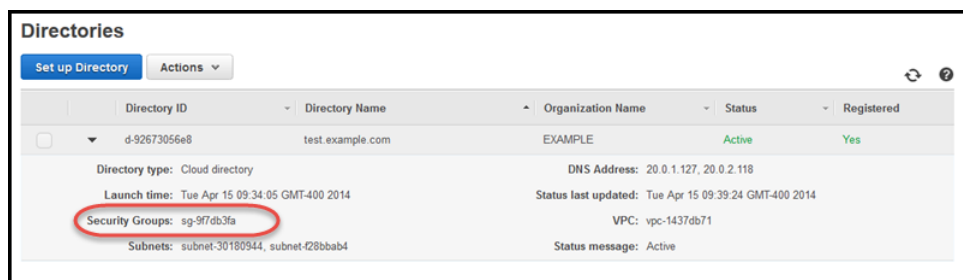 Directories
Set up Directory Actions
Directory ID Directory Name Organization Name Status Registered
d-92673056e8 test.example.com EXAMPLE Active Yes
Directory type: Cloud directory DNS Address: 20.0.1.127, 20.0.2.118
Launch time: Tue Apr 15 09:34:05 GMT-400 2014 Status last updated: Tue Apr 15 09:39:24 GMT-400 2014
Security Groups: sg-9f7db3fa VPC: vpc-1437db71
Subnets: subnet-30180944, subnet-f28bbab4 Status message: Active